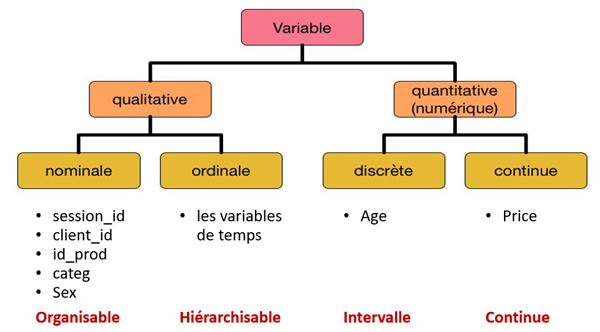 Variable
qualitative
quantitative
(numérique)
nominale
ordinale
discrète
continue
• session_id
• client_id
• id_prod
• categ
• Sex
• les variables
de temps
• Age
• Price
Organisable
Hiérarchisable
Intervalle
Continue